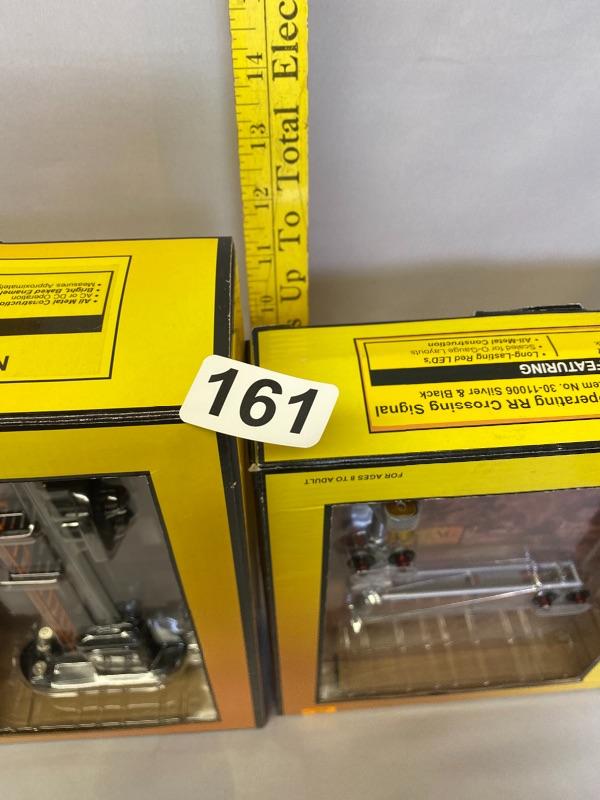 14
13
12
11
10
s Up To Total Elec
161
• All-Metal Construction
• AC or DC Operation
• Bright, Baked Enamel
• Measures Approximately
N
perating RR Crossing Signal
tem No. 30-11006 Silver & Black
FEATURING
• Long-Lasting Red LED's
• Scaled for O-Gauge Layouts
• All-Metal Construction
FOR AGES 8 TO ADULT